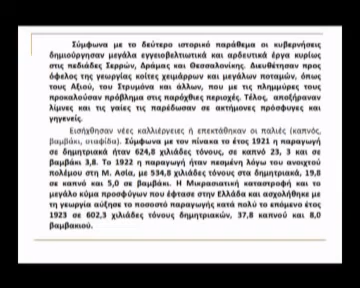 Σύμφωνα με το δεύτερο ιστορικό παράθεμα οι κυβερνήσεις
δημιούργησαν μεγάλα εγγειοβελτιωτικά και αρδευτικά έργα κυρίως
στις πεδιάδες Σερρών, Δράμας και Θεσσαλονίκης. Διευθέτησαν προς
όφελος της γεωργίας κοίτες χειμάρρων και μεγάλων ποταμών, όπως
του Αξιού, του Στρυμόνα και άλλων, που με τις πλημμύρες τους
προκαλούσαν πρόβλημα στις παρόχθιες περιοχές. Τέλος, αποξήραναν
λίμνες και τις γαίες τις παρέδωσαν σε ακτήμονες πρόσφυγες και
γηγενείς.
Εισήχθησαν νέες καλλιέργειες ή επεκτάθηκαν οι παλιές (καπνός,
βαμβάκι, σταφίδα). Σύμφωνα με τον πίνακα το έτος 1921 η παραγωγή
σε δημητριακά ήταν 624,8 χιλιάδες τόνους, σε καπνό 23, 3 και σε
βαμβάκι 3,8. Το 1922 η παραγωγή ήταν πεσμένη λόγω του ανοιχτού
πολέμου στη Μ. Ασία, με 534,8 χιλιάδες τόνους στα δημητριακά, 19,8
σε καπνό και 5,0 σε βαμβάκι. Η Μικρασιατική καταστροφή και το
μεγάλο κύμα προσφύγων που έφτασε στην Ελλάδα και ασχολήθηκε με
τη γεωργία αύξησε το ποσοστό παραγωγής κατά πολύ το επόμενο έτος
1923 σε 602,3 χιλιάδες τόνους δημητριακών, 37,8 καπνού και 8,0
βαμβακιού.